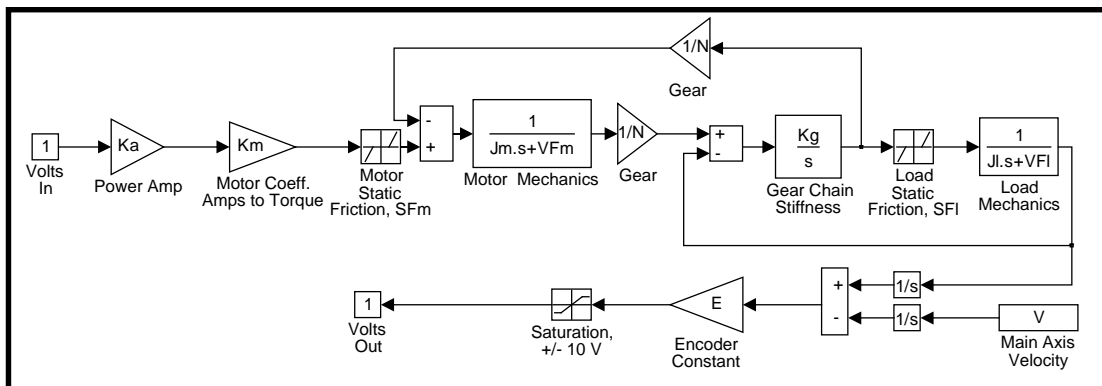 1/N
Gear
1
Volts
In
Ka
Power Amp
Km
Motor Coeff.
Amps to Torque
Motor
Static
Friction, SFm
-
+
1
Jm.s+VFm
Motor Mechanics
1/N
Gear
+
-
Kg
s
Gear Chain
Stiffness
Load
Static
Friction, SFl
1
Jl.s+VFl
Load
Mechanics
1
Volts
Out
Saturation,
+/- 10 V
E
Encoder
Constant
+
-
1/s
1/s
V
Main Axis
Velocity